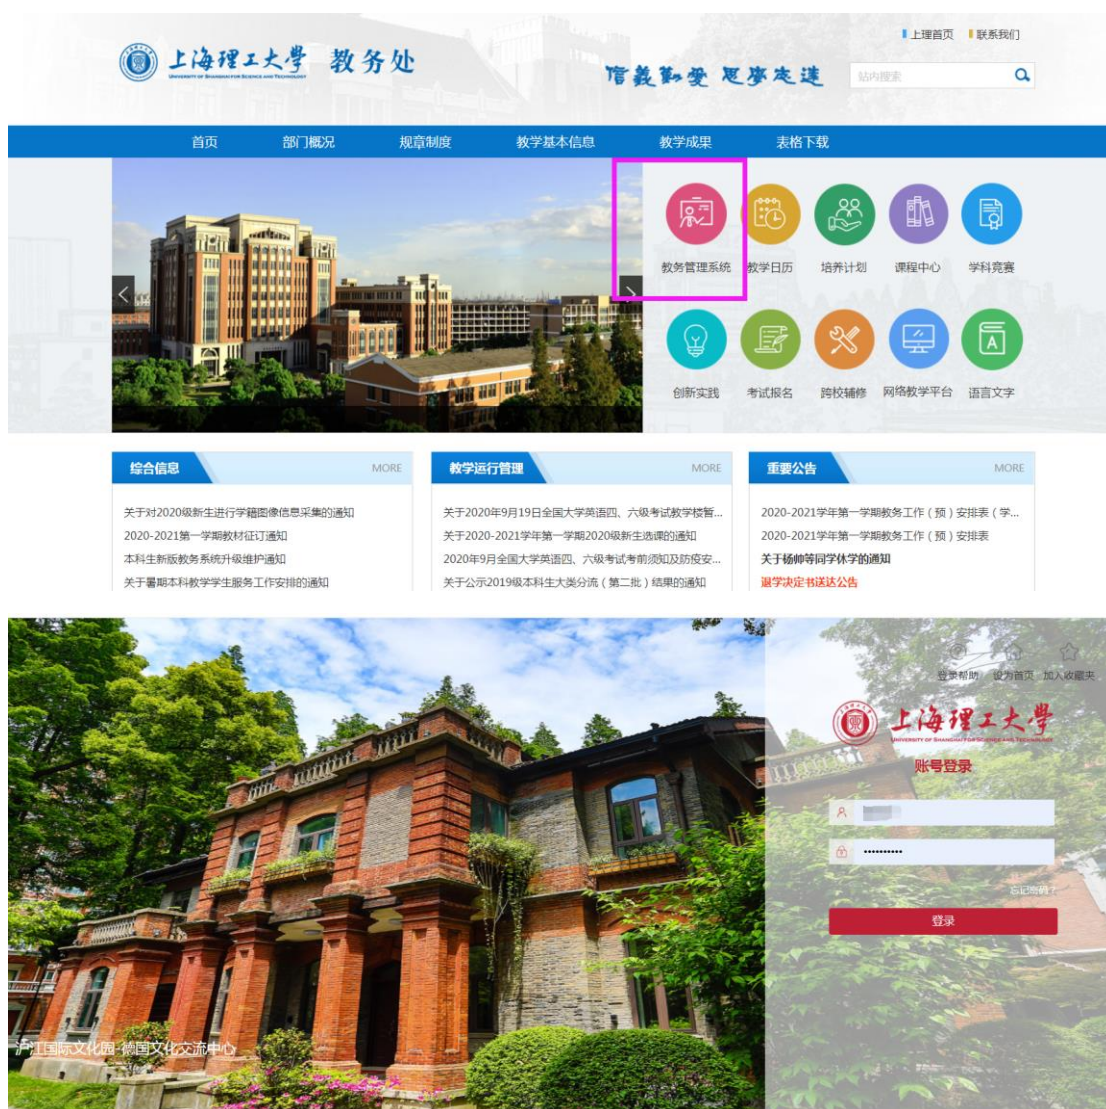 上理首页 联系我们
上海理工大學 教务处
UNIVERSITY OF SHANGHAI FOR SCIENCE AND TECHNOLOGY
信義勤愛 思學志遠
站内搜索
首页 部门概况 规章制度 教学基本信息 教学成果 表格下载
教务管理系统 教学日历 培养计划 课程中心 学科竞赛
创新实践 考试报名 跨校辅修 网络教学平台 语言文字
综合信息 MORE
关于对2020级新生进行学籍图像信息采集的通知
2020-2021第一学期教材征订通知
本科生新版教务系统升级维护通知
关于暑期本科教学学生服务工作安排的通知
教学运行管理 MORE
关于2020年9月19日全国大学英语四、六级考试教学楼暂...
关于2020-2021学年第一学期2020级新生选课的通知
2020年9月全国大学英语四、六级考试考前须知及防疫安...
关于公示2019级本科生大类分流（第二批）结果的通知
重要公告 MORE
2020-2021学年第一学期教务工作（预）安排表（学...
2020-2021学年第一学期教务工作（预）安排表
关于杨帅等同学休学的通知
退学决定书送达公告
登录帮助 设为首页 加入收藏夹
上海理工大學
UNIVERSITY OF SHANGHAI FOR SCIENCE AND TECHNOLOGY
账号登录
忘记密码？
登录
沪江国际文化园·德国文化交流中心